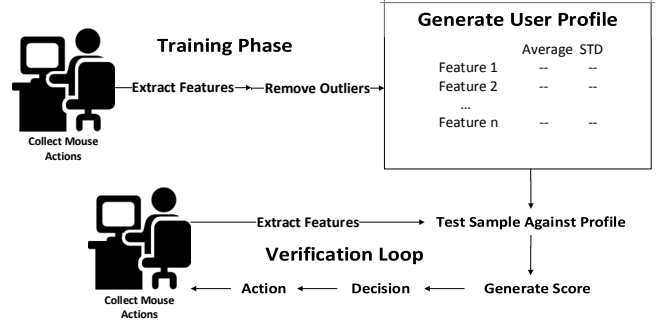 Training Phase
Collect Mouse
Actions
Extract Features
Remove Outliers
Generate User Profile
Average STD
Feature 1 -- --
Feature 2 -- --
...
Feature n -- --
Collect Mouse
Actions
Extract Features
Test Sample Against Profile
Verification Loop
Generate Score
Decision
Action